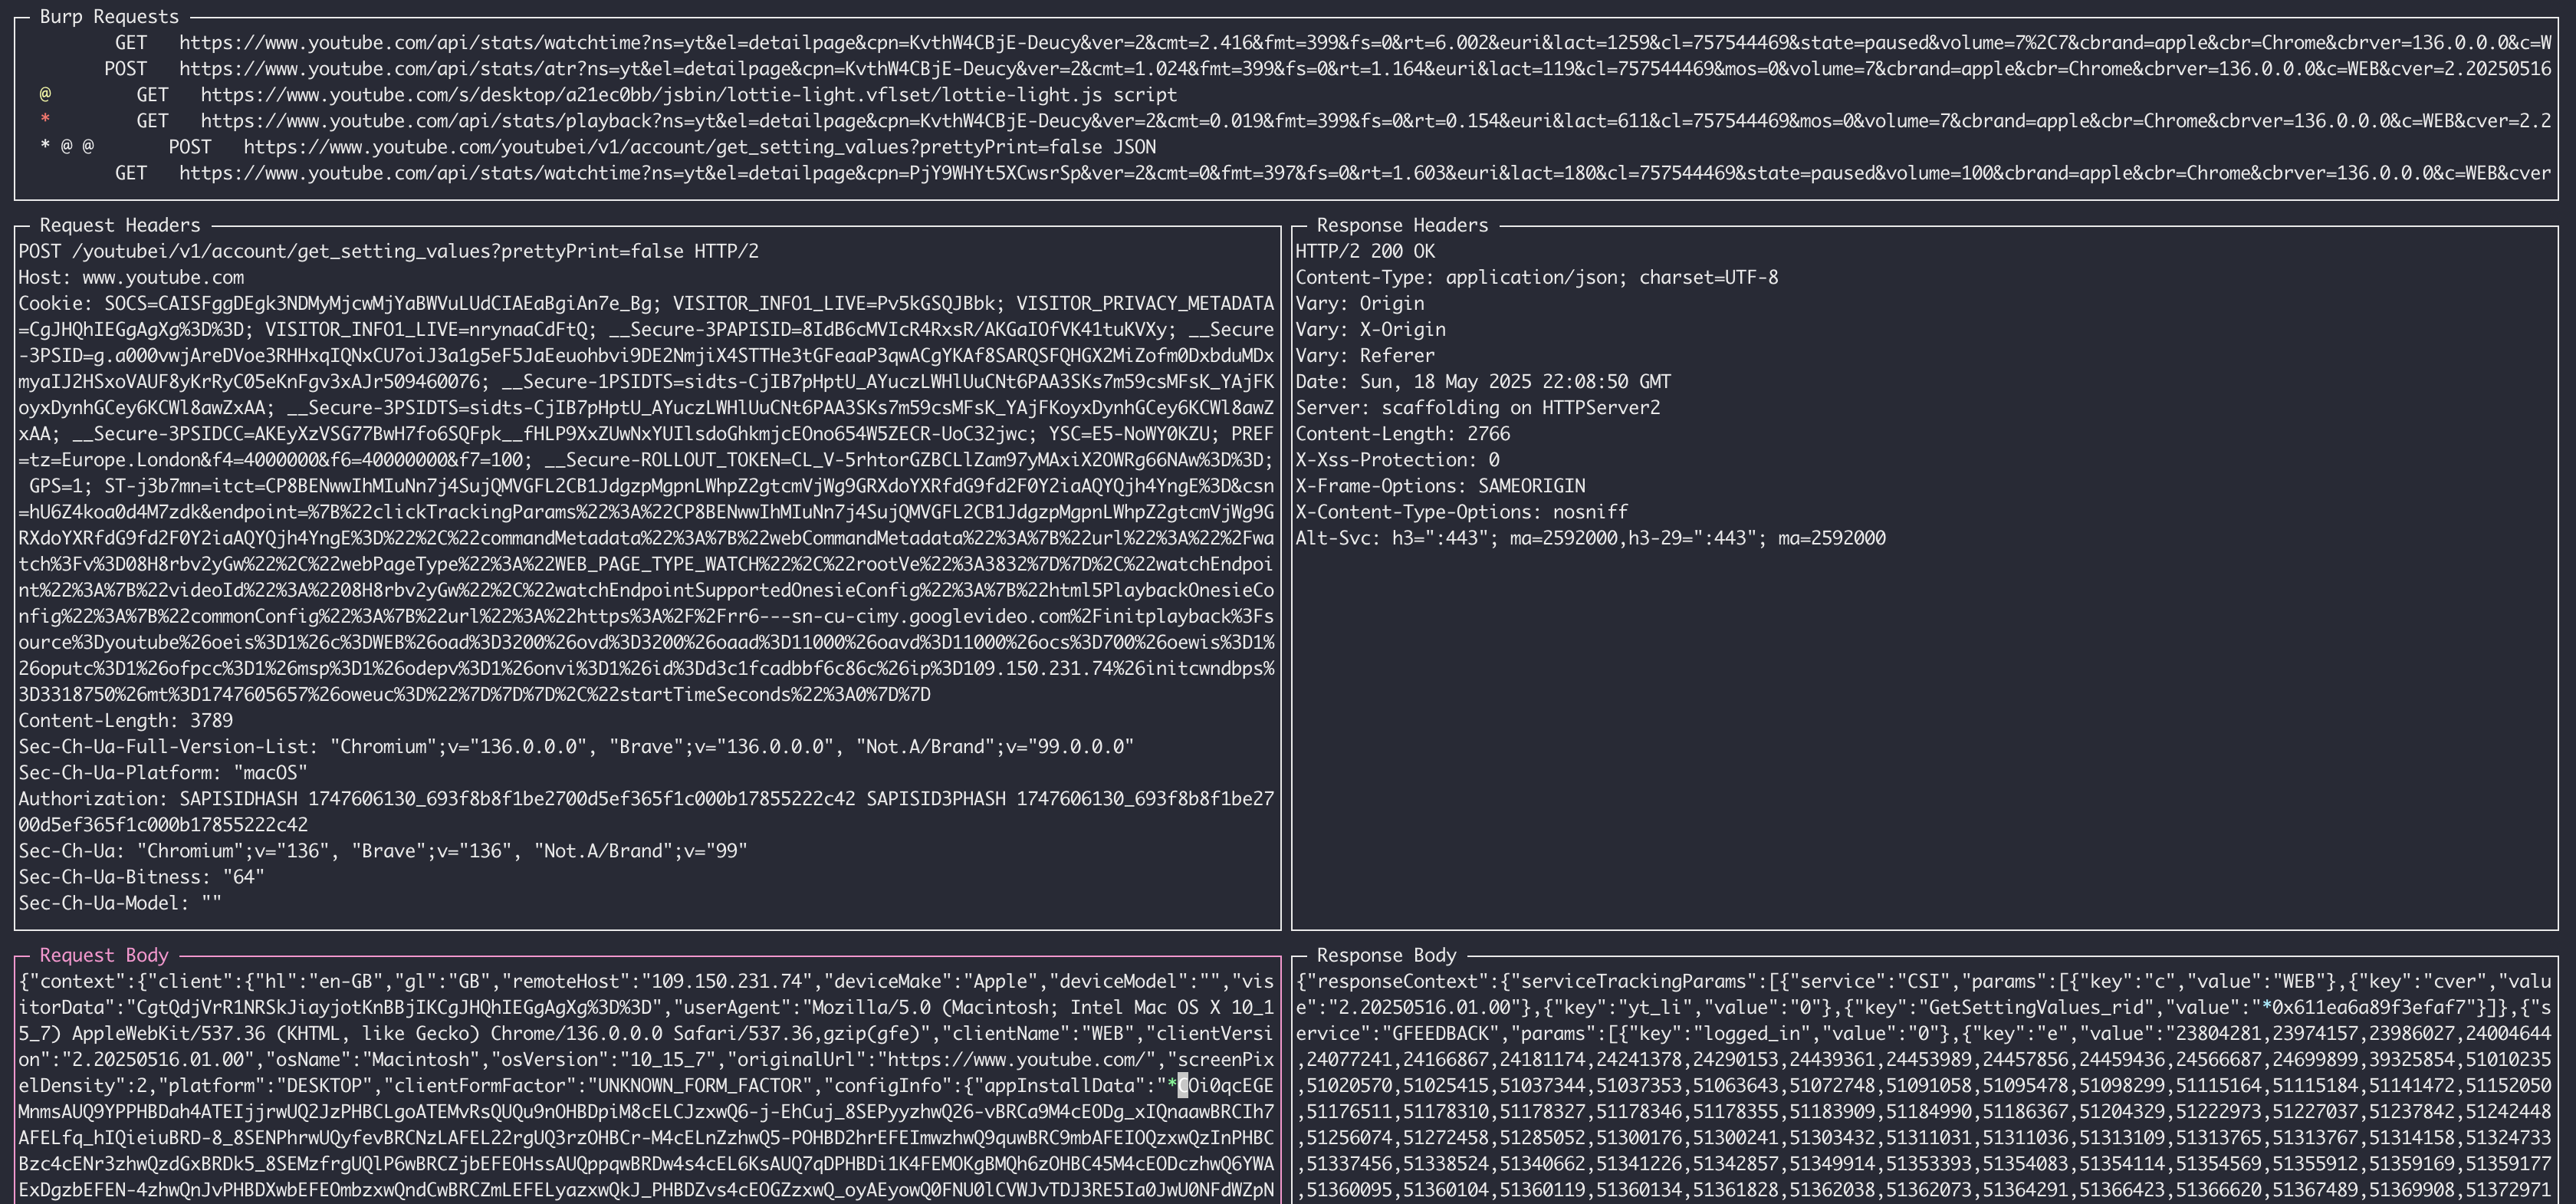 Burp Requests
GET https://www.youtube.com/api/stats/watchtime?ns=yt&el=detailpage&cpn=KvthW4CBjE-Deucy&ver=2&cmt=2.416&fmt=399&fs=0&rt=6.002&euri&lact=1259&cl=757544469&state=paused&volume=7%2C7&cbrand=apple&cbr=Chrome&cbrver=136.0.0.0&c=W
POST https://www.youtube.com/api/stats/atr?ns=yt&el=detailpage&cpn=KvthW4CBjE-Deucy&ver=2&cmt=1.024&fmt=399&fs=0&rt=1.164&euri&lact=119&cl=757544469&mos=0&volume=7&cbrand=apple&cbr=Chrome&cbrver=136.0.0.0&c=WEB&cver=2.20250516
@ GET https://www.youtube.com/s/desktop/a21ec0bb/jsbin/lottie-light.vflset/lottie-light.js script
* GET https://www.youtube.com/api/stats/playback?ns=yt&el=detailpage&cpn=KvthW4CBjE-Deucy&ver=2&cmt=0.019&fmt=399&fs=0&rt=0.154&euri&lact=611&cl=757544469&mos=0&volume=7&cbrand=apple&cbr=Chrome&cbrver=136.0.0.0&c=WEB&cver=2.2
* @ @ POST https://www.youtube.com/youtubei/v1/account/get_setting_values?prettyPrint=false JSON
GET https://www.youtube.com/api/stats/watchtime?ns=yt&el=detailpage&cpn=PjY9WHYt5XCwsrSp&ver=2&cmt=0&fmt=397&fs=0&rt=1.603&euri&lact=180&cl=757544469&state=paused&volume=100&cbrand=apple&cbr=Chrome&cbrver=136.0.0.0&c=WEB&cver
Request Headers
POST /youtubei/v1/account/get_setting_values?prettyPrint=false HTTP/2
Host: www.youtube.com
Cookie: SOCS=CAISFggDEgk3NDMyMjcwMjYaBWVuLUdCIAEaBgiAn7e_Bg; VISITOR_INFO1_LIVE=Pv5kGSQJBbk; VISITOR_PRIVACY_METADATA
=CgJHQhIEGgAgXg%3D%3D; VISITOR_INFO1_LIVE=nrynaaCdFtQ; __Secure-3PAPISID=8IdB6cMVIcR4RxsR/AKGaIOfVK41tuKVXy; __Secure
-3PSID=g.a000vwjAreDVoe3RHHxqIQNxCU7oiJ3a1g5eF5JaEeuohbvi9DE2NmjiX4STTHe3tGFeaaP3qwACgYKAf8SARQSFQHGX2MiZofm0DxbduMDx
myaIJ2HSxoVAUF8yKrRyC05eKnFgv3xAJr509460076; __Secure-1PSIDTS=sidts-CjIB7pHptU_AYuczLWHlUuCNt6PAA3SKs7m59csMFsK_YAjFK
oyxDynhGCey6KCWl8awZxAA; __Secure-3PSIDTS=sidts-CjIB7pHptU_AYuczLWHlUuCNt6PAA3SKs7m59csMFsK_YAjFKoyxDynhGCey6KCWl8awZ
xAA; __Secure-3PSIDCC=AKEyXzVSG77BwH7fo6SQFpk__fHLP9XxZUwNxYUIlsdoGhkmjcEOno654W5ZECR-UoC32jwc; YSC=E5-NoWY0KZU; PREF
=tz=Europe.London&f4=4000000&f6=40000000&f7=100; __Secure-ROLLOUT_TOKEN=CL_V-5rhtorGZBCLlZam97yMAxiX2OWRg66NAw%3D%3D;
GPS=1; ST-j3b7mn=itct=CP8BENwwIhMIuNn7j4SujQMVGFL2CB1JdgzpMgpnLWhpZ2gtcmVjWg9GRXdoYXRfdG9fd2F0Y2iaAQYQjh4YngE%3D&csn
=hU6Z4koa0d4M7zdk&endpoint=%7B%22clickTrackingParams%22%3A%22CP8BENwwIhMIuNn7j4SujQMVGFL2CB1JdgzpMgpnLWhpZ2gtcmVjWg9G
RXdoYXRfdG9fd2F0Y2iaAQYQjh4YngE%3D%22%2C%22commandMetadata%22%3A%7B%22webCommandMetadata%22%3A%7B%22url%22%3A%22%2Fwa
tch%3Fv%3D08H8rbv2yGw%22%2C%22webPageType%22%3A%22WEB_PAGE_TYPE_WATCH%22%2C%22rootVe%22%3A3832%7D%7D%2C%22watchEndpoi
nt%22%3A%7B%22videoId%22%3A%2208H8rbv2yGw%22%2C%22watchEndpointSupportedOnesieConfig%22%3A%7B%22html5PlaybackOnesieCo
nfig%22%3A%7B%22commonConfig%22%3A%7B%22url%22%3A%22https%3A%2F%2Frr6---sn-cu-cimy.googlevideo.com%2Finitplayback%3Fs
ource%3Dyoutube%26oeis%3D1%26c%3DWEB%26oad%3D3200%26ovd%3D3200%26oaad%3D11000%26oavd%3D11000%26ocs%3D700%26oewis%3D1%
26oputc%3D1%26ofpcc%3D1%26msp%3D1%26odepv%3D1%26onvi%3D1%26id%3Dd3c1fcadbbf6c86c%26ip%3D109.150.231.74%26initcwndbps%
3D3318750%26mt%3D1747605657%26oweuc%3D%22%7D%7D%7D%2C%22startTimeSeconds%22%3A0%7D%7D
Content-Length: 3789
Sec-Ch-Ua-Full-Version-List: "Chromium";v="136.0.0.0", "Brave";v="136.0.0.0", "Not.A/Brand";v="99.0.0.0"
Sec-Ch-Ua-Platform: "macOS"
Authorization: SAPISIDHASH 1747606130_693f8b8f1be2700d5ef365f1c000b17855222c42 SAPISID3PHASH 1747606130_693f8b8f1be27
00d5ef365f1c000b17855222c42
Sec-Ch-Ua: "Chromium";v="136", "Brave";v="136", "Not.A/Brand";v="99"
Sec-Ch-Ua-Bitness: "64"
Sec-Ch-Ua-Model: ""
Response Headers
HTTP/2 200 OK
Content-Type: application/json; charset=UTF-8
Vary: Origin
Vary: X-Origin
Vary: Referer
Date: Sun, 18 May 2025 22:08:50 GMT
Server: scaffolding on HTTPServer2
Content-Length: 2766
X-Xss-Protection: 0
X-Frame-Options: SAMEORIGIN
X-Content-Type-Options: nosniff
Alt-Svc: h3=":443"; ma=2592000,h3-29=":443"; ma=2592000
Request Body
{"context":{"client":{"hl":"en-GB","gl":"GB","remoteHost":"109.150.231.74","deviceMake":"Apple","deviceModel":"","vis
itorData":"CgtQdjVrR1NRSkJiayjotKnBBjIKCgJHQhIEGgAgXg%3D%3D","userAgent":"Mozilla/5.0 (Macintosh; Intel Mac OS X 10_1
5_7) AppleWebKit/537.36 (KHTML, like Gecko) Chrome/136.0.0.0 Safari/537.36,gzip(gfe)","clientName":"WEB","clientVersi
on":"2.20250516.01.00","osName":"Macintosh","osVersion":"10_15_7","originalUrl":"https://www.youtube.com/","screenPix
elDensity":2,"platform":"DESKTOP","clientFormFactor":"UNKNOWN_FORM_FACTOR","configInfo":{"appInstallData":"*COi0qcEGE
MnmsAUQ9YPPHBDah4ATEIjjrwUQ2JzPHBCLgoATEMvRsQUQu9nOHBDpiM8cELCJzxwQ6-j-EhCuj_8SEPyyzhwQ26-vBRCa9M4cEODg_xIQnaawBRCIh7
AFELfq_hIQieiuBRD-8_8SENPhrwUQyfevBRCNzLAFEL22rgUQ3rzOHBCr-M4cELnZzhwQ5-POHBD2hrEFEImwzhwQ9quwBRC9mbAFEIOQzxwQzInPHBC
Bzc4cENr3zhwQzdGxBRDk5_8SEMzfrgUQlP6wBRCZjbEFEOHssAUQppqwBRDw4s4cEL6KsAUQ7qDPHBDi1K4FEMOKgBMQh6zOHBC45M4cEODczhwQ6YWA
ExDgzbEFEN-4zhwQnJvPHBDXwbEFEOmbzxwQndCwBRCZmLEFELyazxwQkJ_PHBDZvs4cEOGZzxwQ_oyAEyowQ0FNU0lCVWJvTDJ3RE5Ia0JwU0NFdWZpN
Response Body
{"responseContext":{"serviceTrackingParams":[{"service":"CSI","params":[{"key":"c","value":"WEB"},{"key":"cver","valu
e":"2.20250516.01.00"},{"key":"yt_li","value":"0"},{"key":"GetSettingValues_rid","value":"*0x611ea6a89f3efaf7"}]},{"s
ervice":"GFEEDBACK","params":[{"key":"logged_in","value":"0"},{"key":"e","value":"23804281,23974157,23986027,24004644
,24077241,24166867,24181174,24241378,24290153,24439361,24453989,24457856,24459436,24566687,24699899,39325854,51010235
,51020570,51025415,51037344,51037353,51063643,51072748,51091058,51095478,51098299,51115164,51115184,51141472,51152050
,51176511,51178310,51178327,51178346,51178355,51183909,51184990,51186367,51204329,51222973,51227037,51237842,51242448
,51256074,51272458,51285052,51300176,51300241,51303432,51311031,51311036,51313109,51313765,51313767,51314158,51324733
,51337456,51338524,51340662,51341226,51342857,51349914,51353393,51354083,51354114,51354569,51355912,51359169,51359177
,51360095,51360104,51360119,51360134,51361828,51362038,51362073,51364291,51366423,51366620,51367489,51369908,51372971